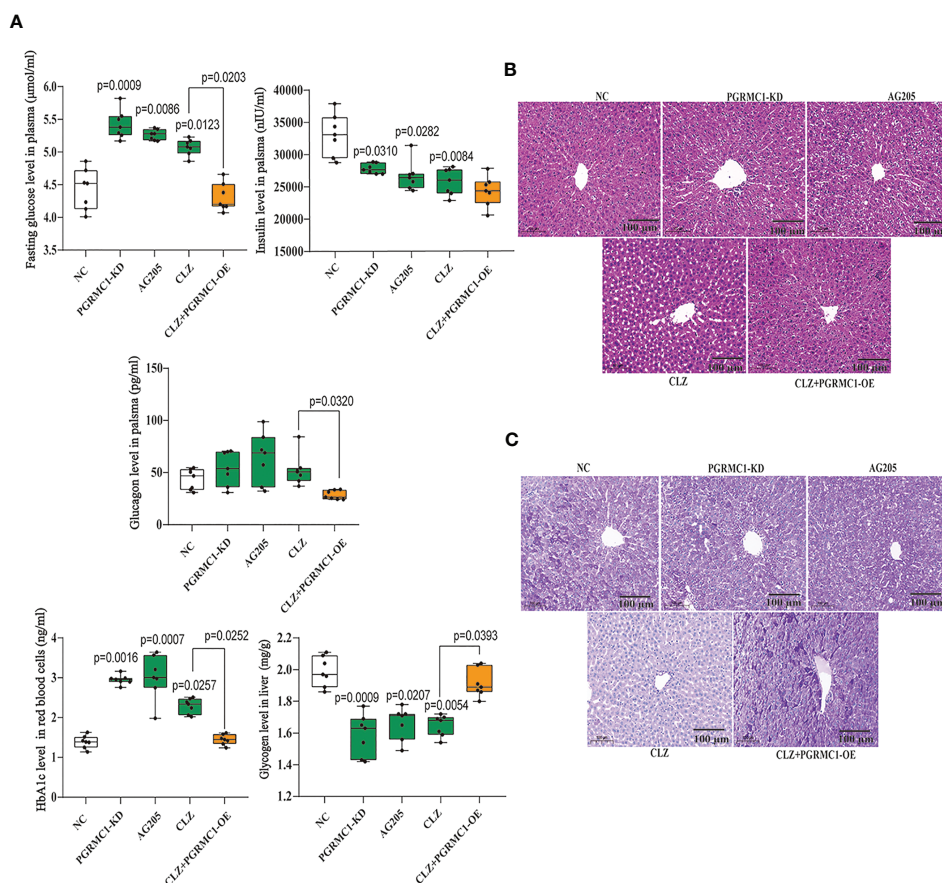 A
Fasting glucose level in plasma (μmol/ml)
6.0
5.5
5.0
4.5
4.0
3.5
p=0.0009
p=0.0086
p=0.0123
p=0.0203
NC
PGRMC1-KD
AG205
CLZ
CLZ+PGRMC1-OE
Insulin level in palsma (nIU/ml)
40000
35000
30000
25000
20000
15000
10000
p=0.0310
p=0.0282
p=0.0084
NC
PGRMC1-KD
AG205
CLZ
CLZ+PGRMC1-OE
Glucagon level in palsma (pg/ml)
150
100
50
0
p=0.0320
NC
PGRMC1-KD
AG205
CLZ
CLZ+PGRMC1-OE
HbA1c level in red blood cells (ng/ml)
4
3
2
1
0
p=0.0016
p=0.0007
p=0.0257
p=0.0252
NC
PGRMC1-KD
AG205
CLZ
CLZ+PGRMC1-OE
Glycogen level in liver (mg/g)
2.2
2.0
1.8
1.6
1.4
1.2
p=0.0009
p=0.0207
p=0.0054
p=0.0393
NC
PGRMC1-KD
AG205
CLZ
CLZ+PGRMC1-OE
B
NC
PGRMC1-KD
AG205
100 μm
100 μm
100 μm
100 μm
100 μm
CLZ
CLZ+PGRMC1-OE
C
NC
PGRMC1-KD
AG205
100 μm
100 μm
100 μm
100 μm
100 μm
CLZ
CLZ+PGRMC1-OE